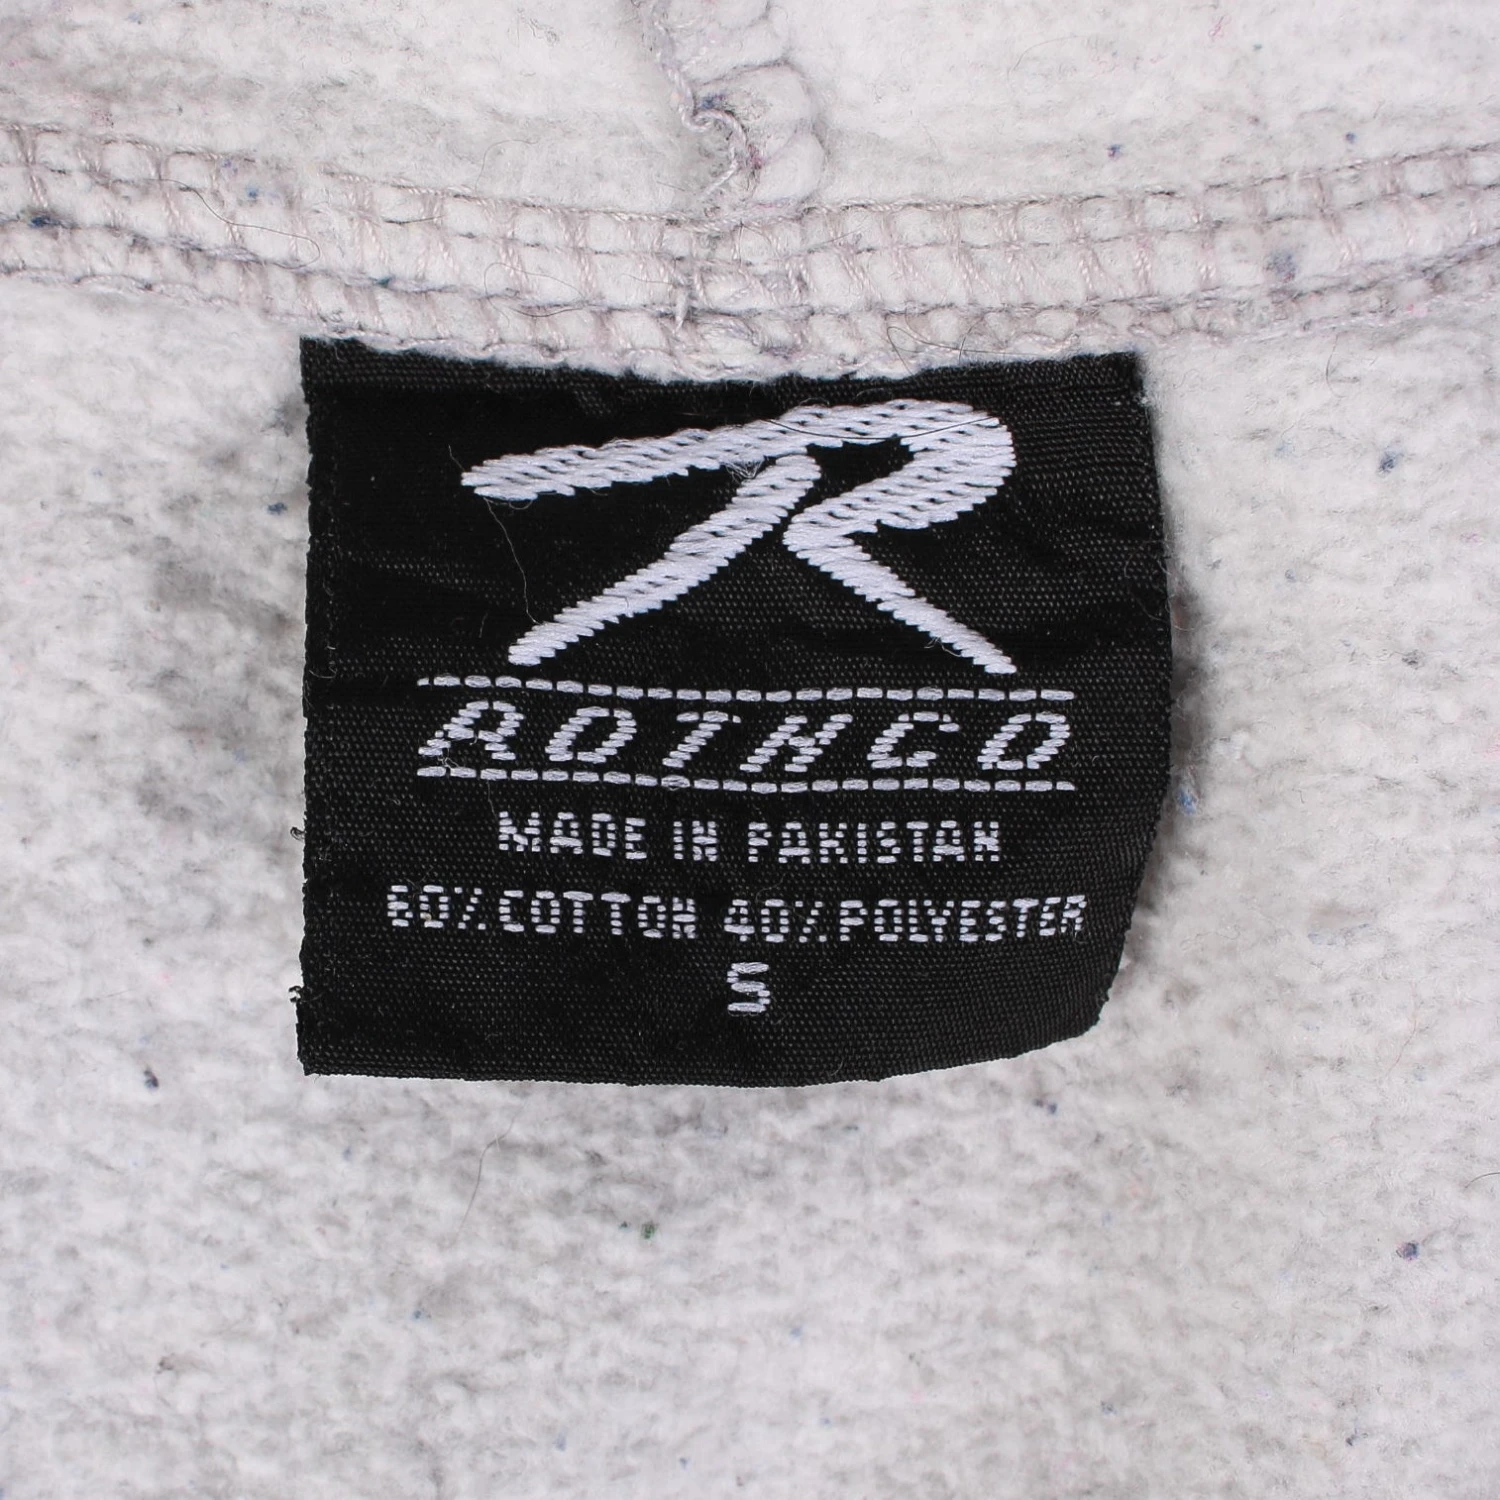 R
ROTHCO
MADE IN PAKISTAN
60% COTTON 40% POLYESTER
S